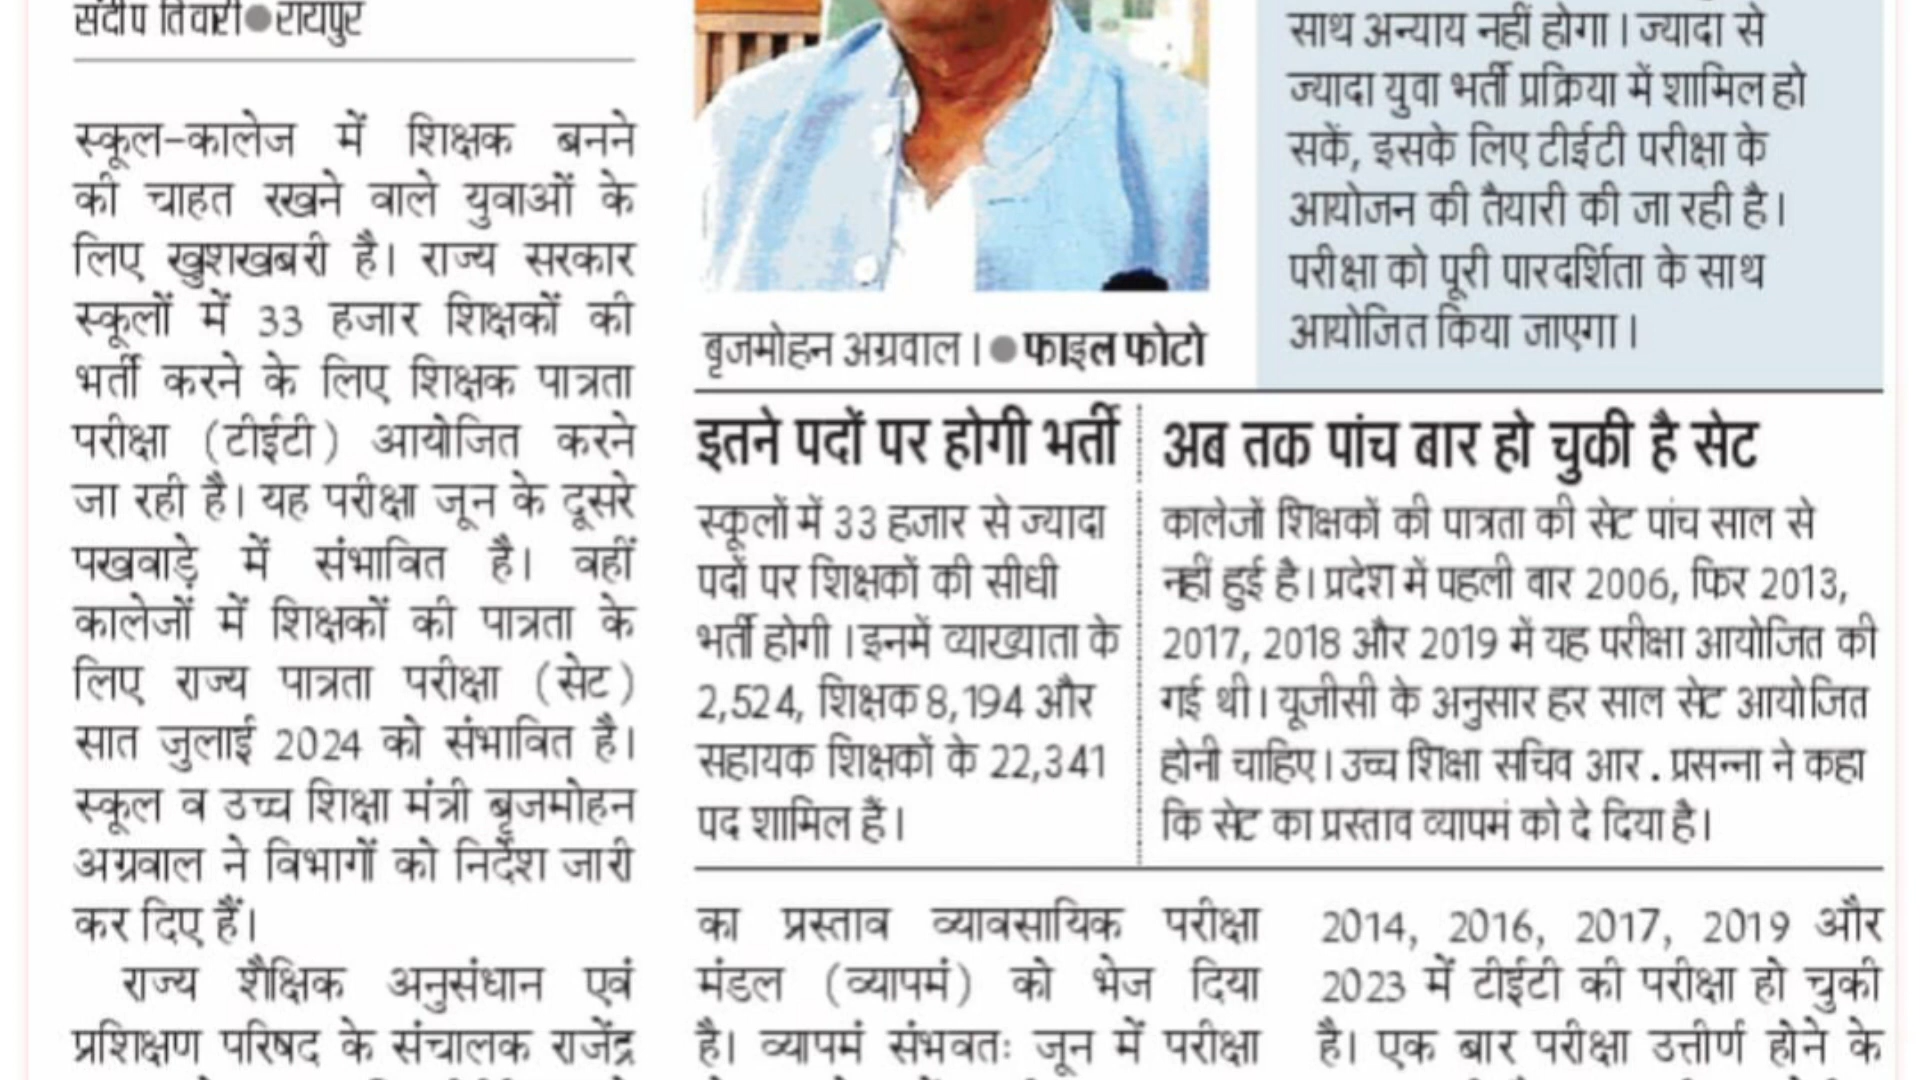 संदीप तिवारी●रायपुर
स्कूल-कालेज में शिक्षक बनने
की चाहत रखने वाले युवाओं के
लिए खुशखबरी है। राज्य सरकार
स्कूलों में 33 हजार शिक्षकों की
भर्ती करने के लिए शिक्षक पात्रता
परीक्षा (टीईटी) आयोजित करने
जा रही है। यह परीक्षा जून के दूसरे
पखवाड़े में संभावित है। वहीं
कालेजों में शिक्षकों की पात्रता के
लिए राज्य पात्रता परीक्षा (सेट)
सात जुलाई 2024 को संभावित है।
स्कूल व उच्च शिक्षा मंत्री बृजमोहन
अग्रवाल ने विभागों को निर्देश जारी
कर दिए हैं।
राज्य शैक्षिक अनुसंधान एवं
प्रशिक्षण परिषद के संचालक राजेंद्र
बृजमोहन अग्रवाल।●फाइल फोटो
साथ अन्याय नहीं होगा। ज्यादा से
ज्यादा युवा भर्ती प्रक्रिया में शामिल हो
सकें, इसके लिए टीईटी परीक्षा के
आयोजन की तैयारी की जा रही है।
परीक्षा को पूरी पारदर्शिता के साथ
आयोजित किया जाएगा।
इतने पदों पर होगी भर्ती
स्कूलों में 33 हजार से ज्यादा
पदों पर शिक्षकों की सीधी
भर्ती होगी। इनमें व्याख्याता के
2,524, शिक्षक 8,194 और
सहायक शिक्षकों के 22,341
पद शामिल हैं।
अब तक पांच बार हो चुकी है सेट
कालेजों शिक्षकों की पात्रता की सेट पांच साल से
नहीं हुई है। प्रदेश में पहली बार 2006, फिर 2013,
2017, 2018 और 2019 में यह परीक्षा आयोजित की
गई थी। यूजीसी के अनुसार हर साल सेट आयोजित
होनी चाहिए। उच्च शिक्षा सचिव आर. प्रसन्ना ने कहा
कि सेट का प्रस्ताव व्यापमं को दे दिया है।
का प्रस्ताव व्यावसायिक परीक्षा
मंडल (व्यापमं) को भेज दिया
है। व्यापमं संभवतः जून में परीक्षा
2014, 2016, 2017, 2019 और
2023 में टीईटी की परीक्षा हो चुकी
है। एक बार परीक्षा उत्तीर्ण होने के